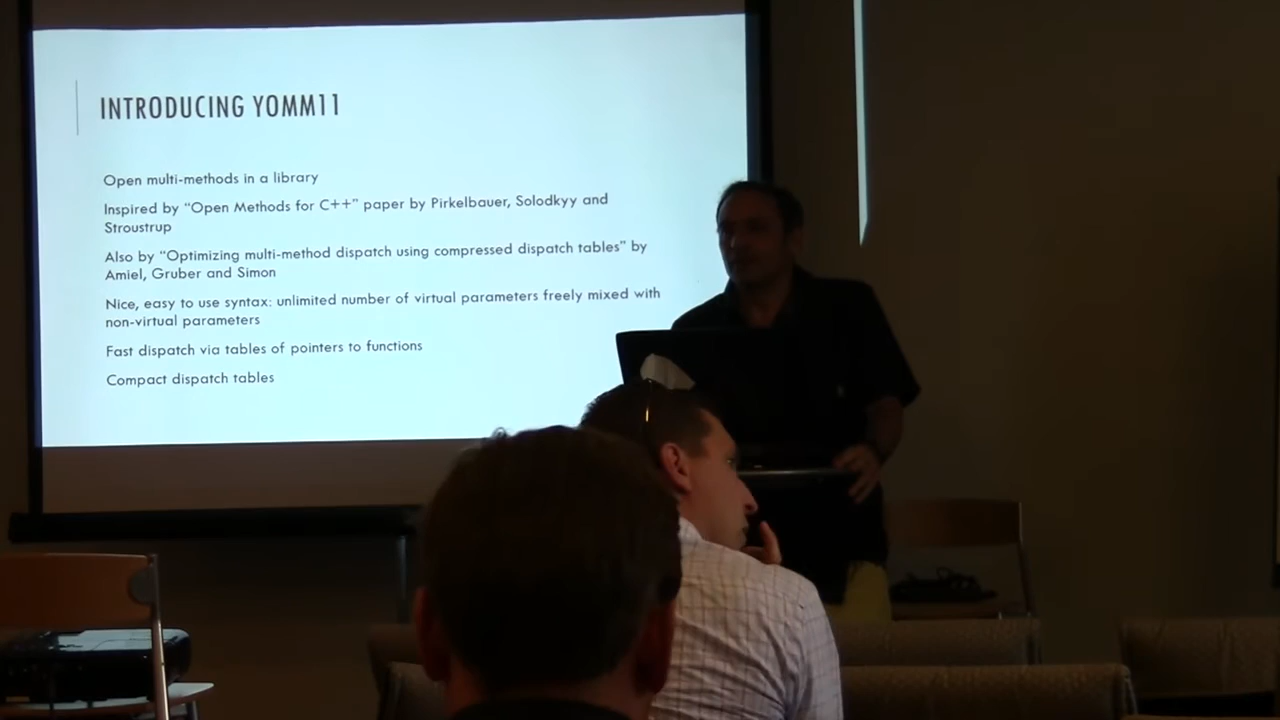 INTRODUCING YOMM11
Open multi-methods in a library
Inspired by “Open Methods for C++” paper by Pirkelbauer, Solodkyy and
Stroustrup
Also by “Optimizing multi-method dispatch using compressed dispatch tables” by
Amiel, Gruber and Simon
Nice, easy to use syntax: unlimited number of virtual parameters freely mixed with
non-virtual parameters
Fast dispatch via tables of pointers to functions
Compact dispatch tables